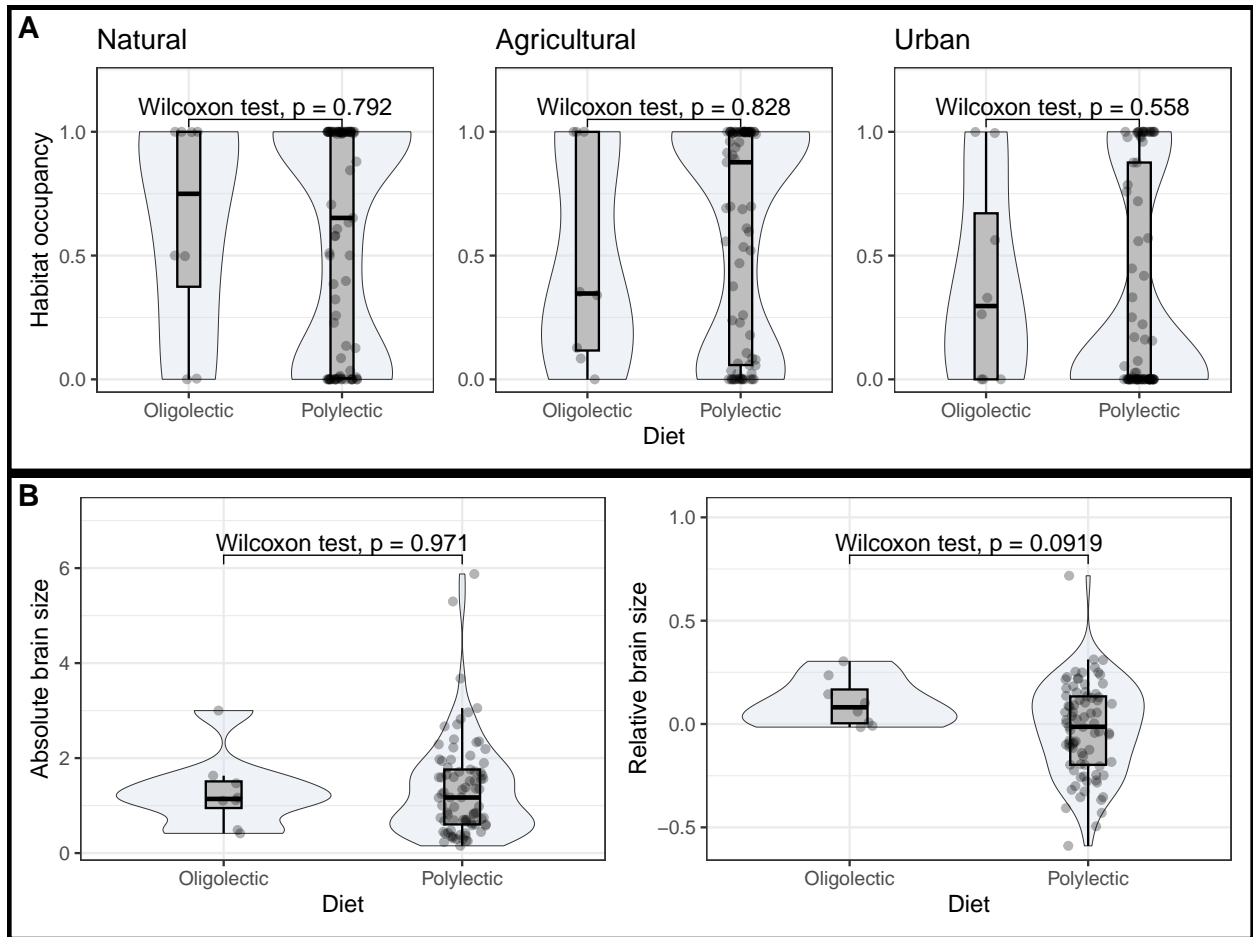 A
Natural
Agricultural
Urban
Wilcoxon test, p = 0.792
Wilcoxon test, p = 0.828
Wilcoxon test, p = 0.558
Habitat occupancy
1.0
0.5
0.0
1.0
0.5
0.0
1.0
0.5
0.0
Oligolectic
Polylectic
Oligolectic
Polylectic
Oligolectic
Polylectic
Diet
B
Wilcoxon test, p = 0.971
Absolute brain size
6
4
2
0
Oligolectic
Polylectic
Diet
Wilcoxon test, p = 0.0919
Relative brain size
1.0
0.5
0.0
−0.5
Oligolectic
Polylectic
Diet